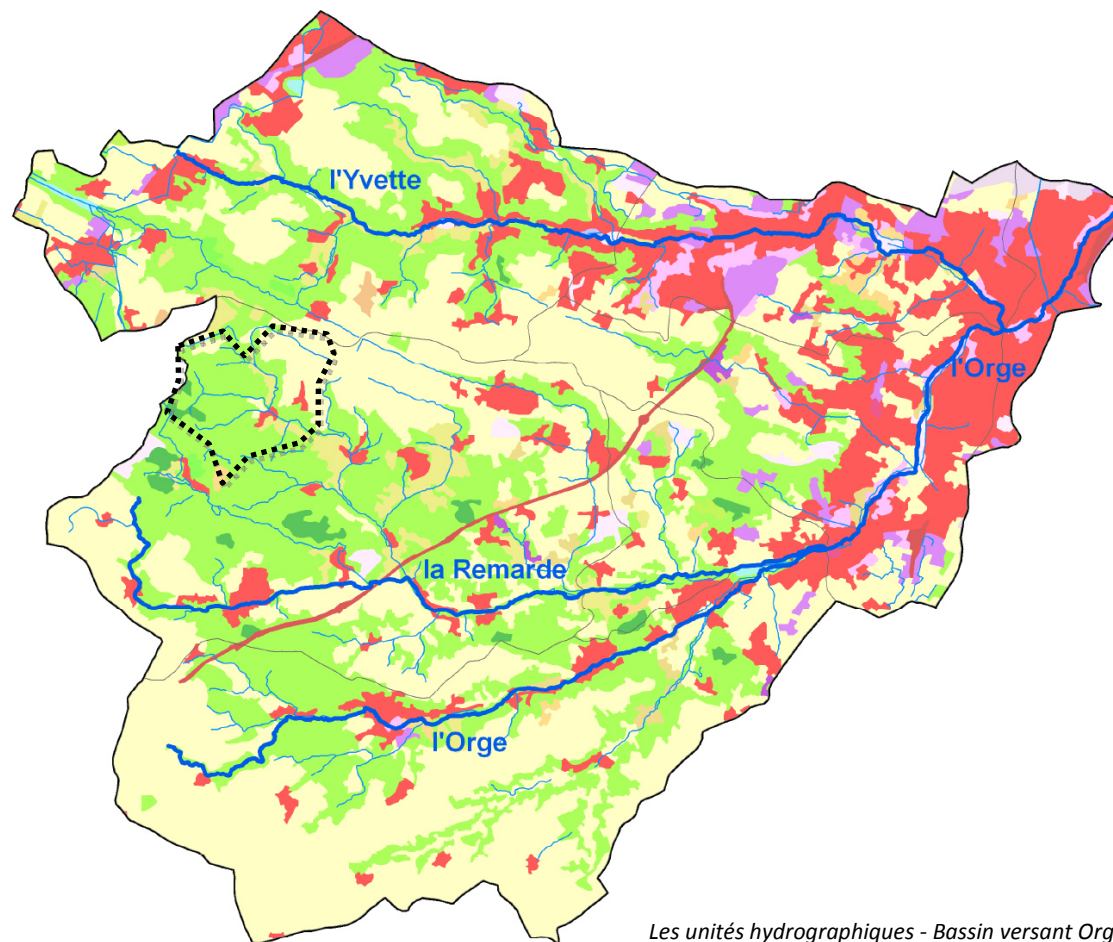 l'Yvette
l'Orge
la Remarde
l'Orge
Les unités hydrographiques - Bassin versant Org